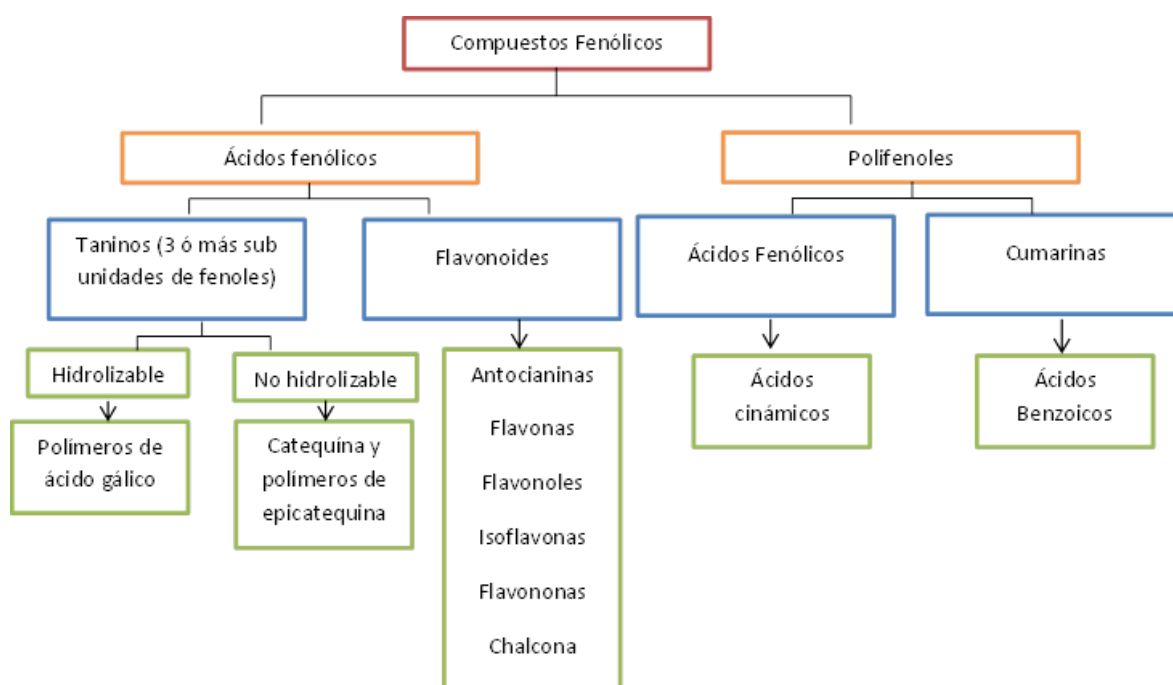 Compuestos Fenólicos
Ácidos fenólicos
Polifenoles
Taninos (3 ó más sub
unidades de fenoles)
Flavonoides
Ácidos Fenólicos
Cumarinas
Hidrolizable
No hidrolizable
Polímeros de
ácido gálico
Catequína y
polímeros de
epicatequina
Antocianinas
Flavonas
Flavonoles
Isoflavonas
Flavononas
Chalcona
Ácidos
cinámicos
Ácidos
Benzoicos